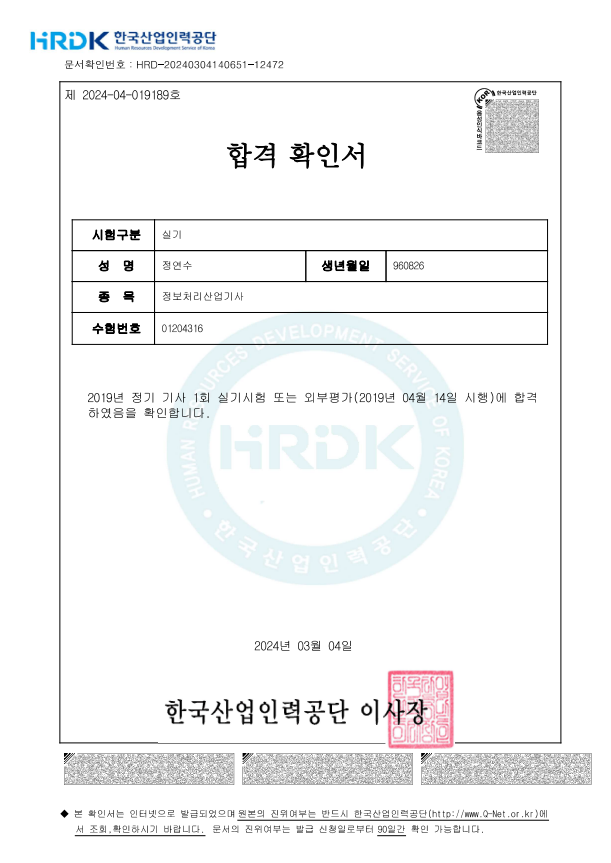 HRDK 한국산업인력공단
Human Resources Development Service of Korea
문서확인번호 : HRD-20240304140651-12472
제 2024-04-019189호
한국산업인력공단
합격 확인서
시험구분 실기
성 명 정연수 생년월일 960826
종 목 정보처리산업기사
수험번호 01204316
HUMAN RESOURCES DEVELOPMENT SERVICE OF KOREA
2019년 정기 기사 1회 실기시험 또는 외부평가(2019년 04월 14일 시행)에 합격
하였음을 확인합니다.
HRDK
한국산업인력공단
2024년 03월 04일
한국산업인력공단 이사장
◆ 본 확인서는 인터넷으로 발급되었으며 원본의 진위여부는 반드시 한국산업인력공단(http://www.Q-Net.or.kr)에
서 조회,확인하시기 바랍니다. 문서의 진위여부는 발급 신청일로부터 90일간 확인 가능합니다.